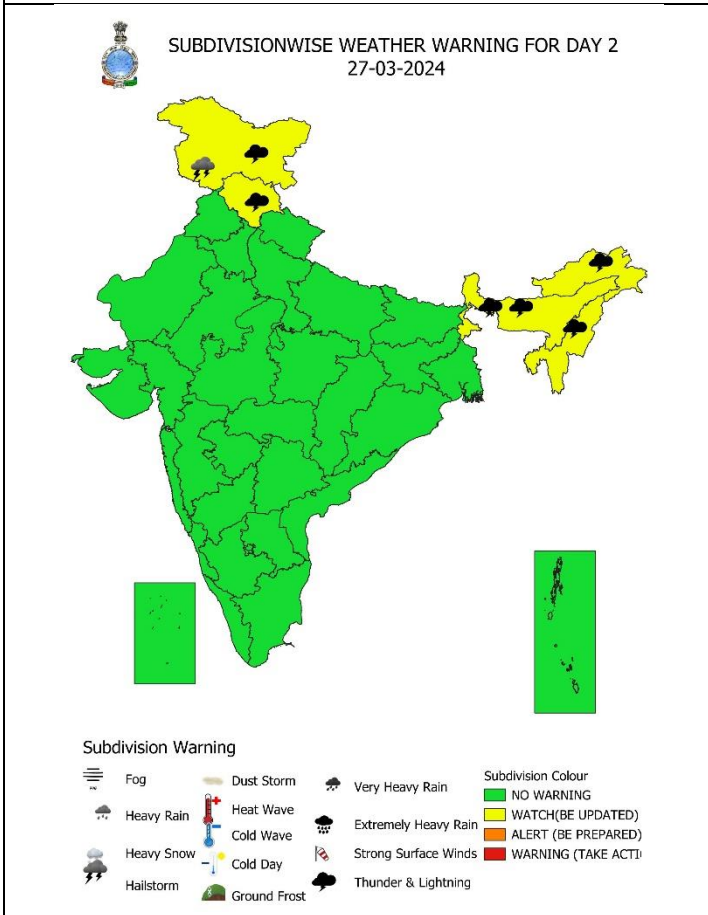 SUBDIVISIONWISE WEATHER WARNING FOR DAY 2
27-03-2024
Subdivision Warning
Fog
Heavy Rain
Heavy Snow
Hailstorm
Dust Storm
Heat Wave
Cold Wave
Cold Day
Ground Frost
Very Heavy Rain
Extremely Heavy Rain
Strong Surface Winds
Thunder & Lightning
Subdivision Colour
NO WARNING
WATCH(BE UPDATED)
ALERT (BE PREPARED)
WARNING (TAKE ACTI